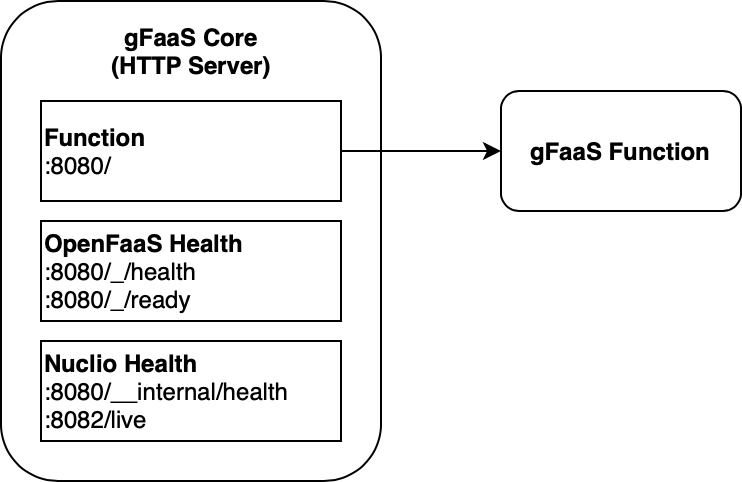 gFaaS Core
(HTTP Server)
Function
:8080/
gFaaS Function
OpenFaaS Health
:8080/_/health
:8080/_/ready
Nuclio Health
:8080/__internal/health
:8082/live